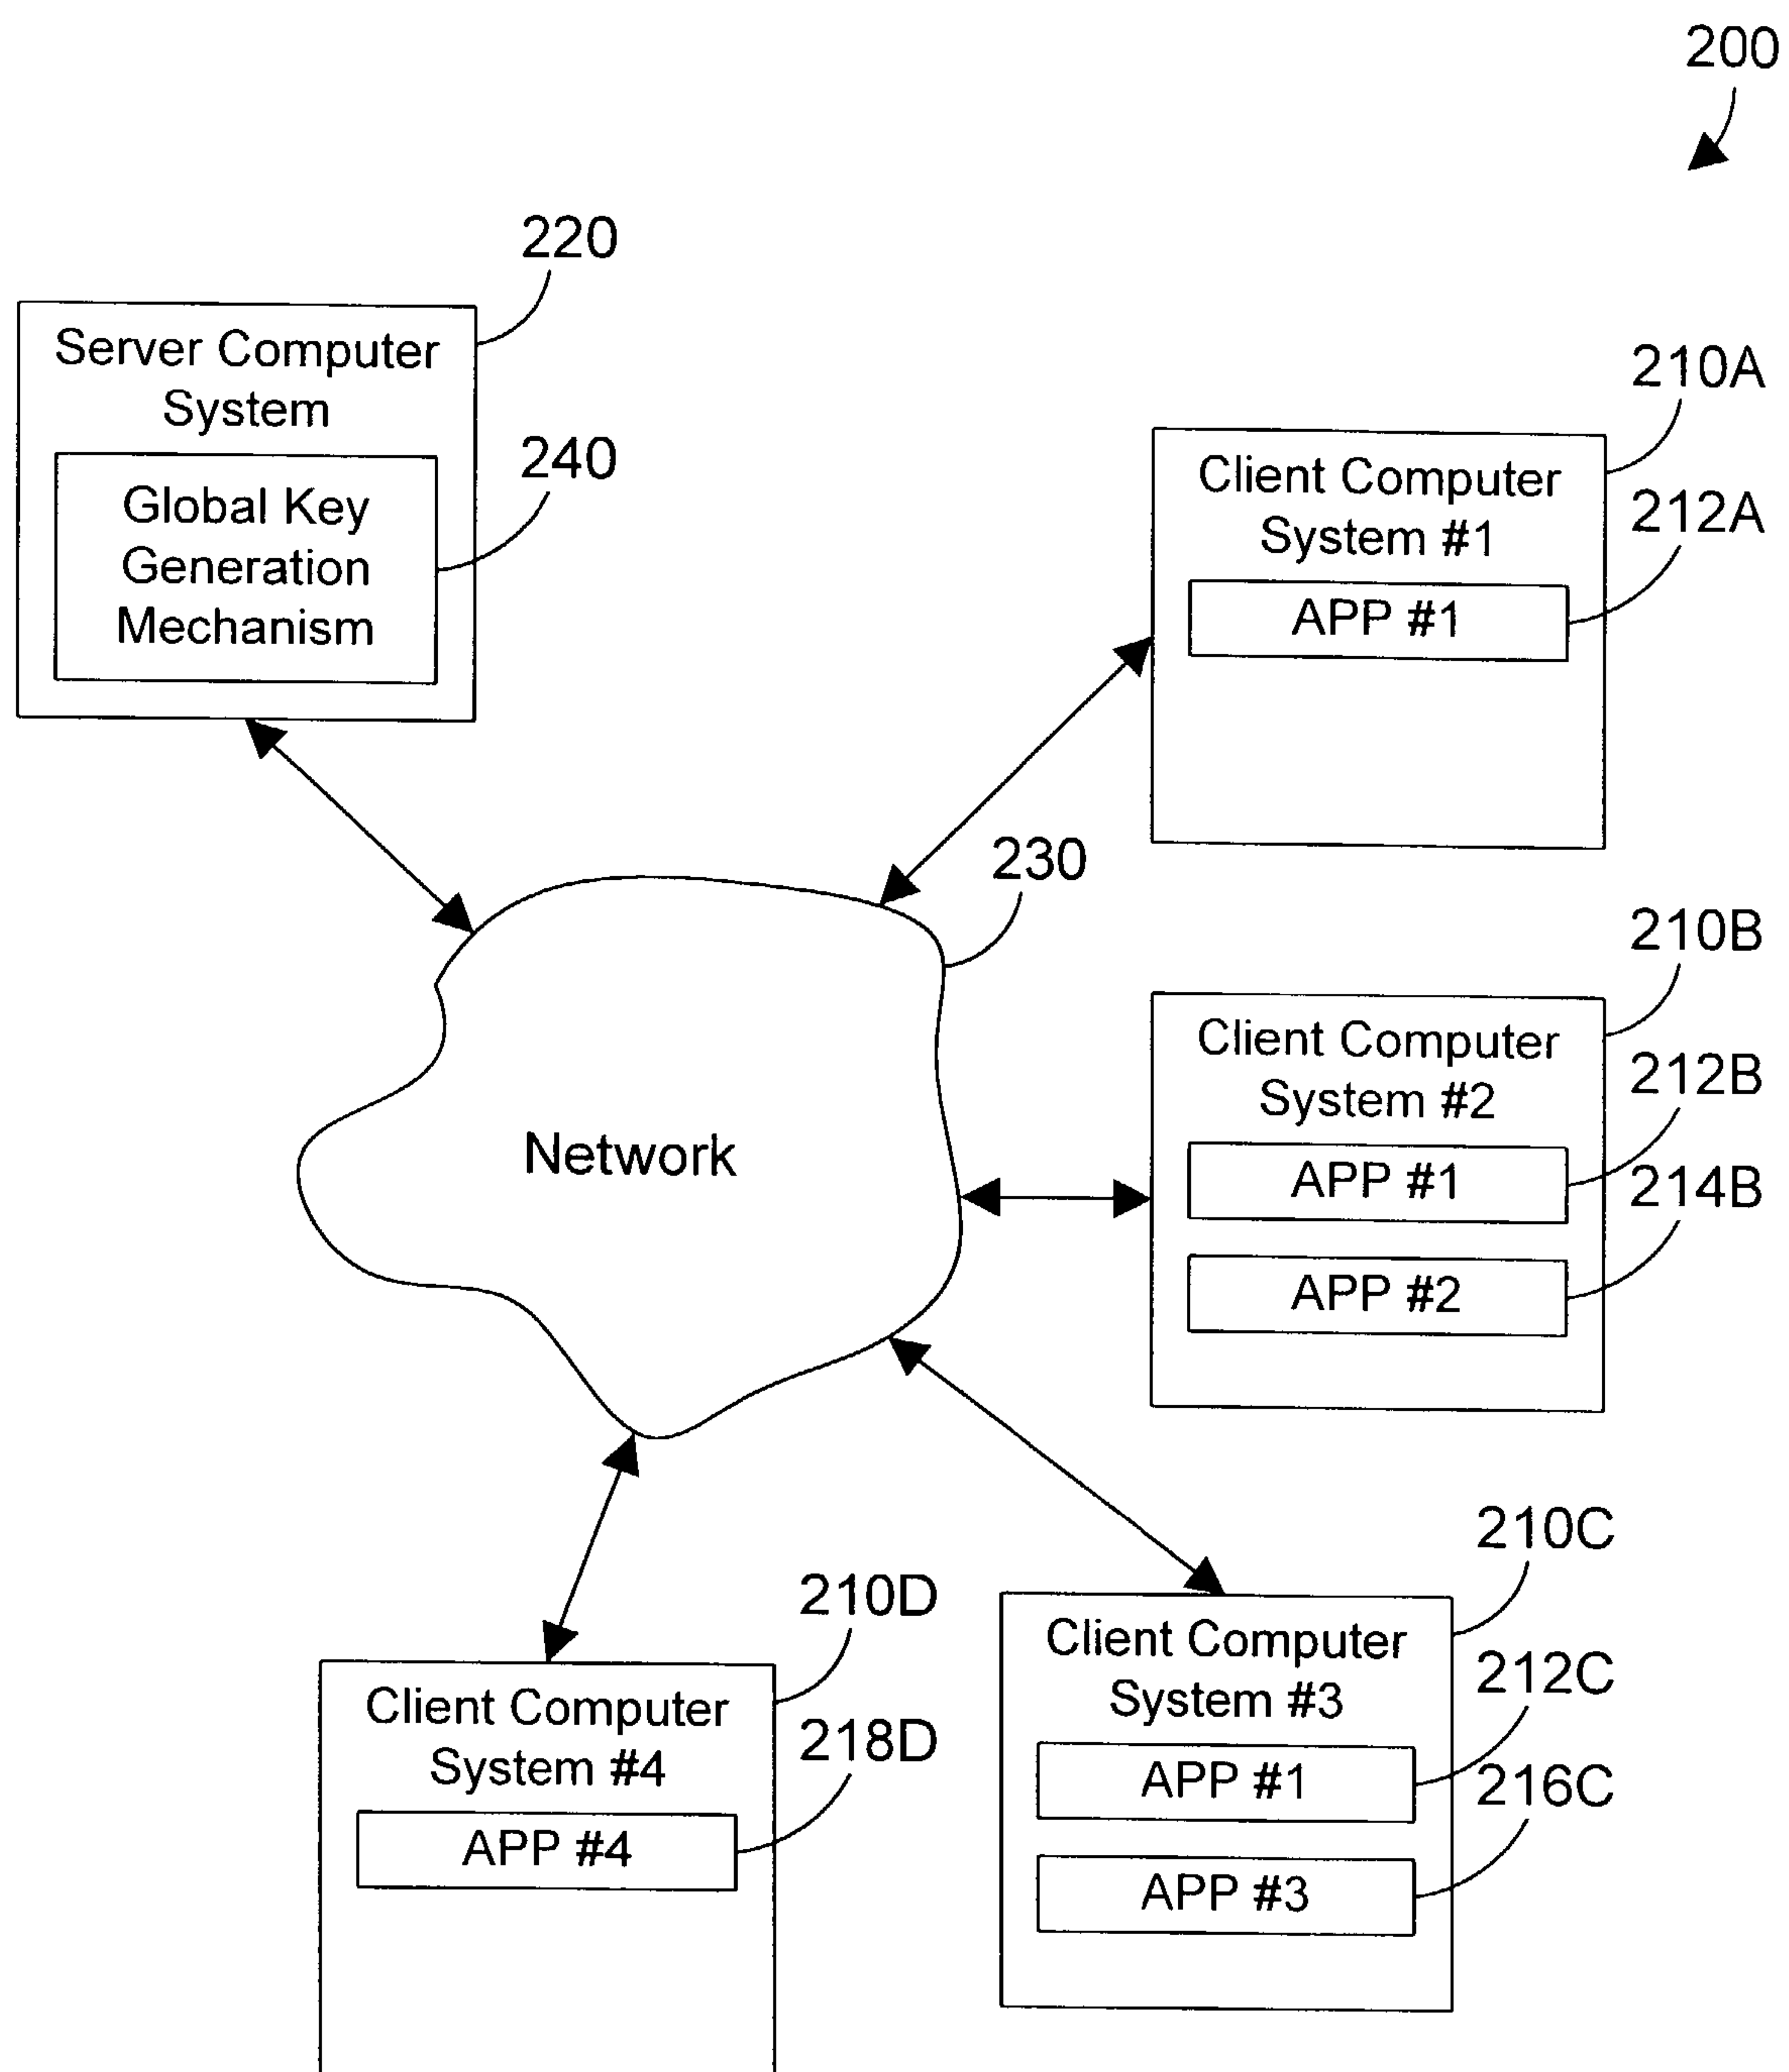 200
220
Server Computer
System
240
Global Key
Generation
Mechanism
210A
Client Computer
System #1
212A
APP #1
230
Network
210B
Client Computer
System #2
212B
APP #1
214B
APP #2
210C
Client Computer
System #3
212C
APP #1
216C
APP #3
210D
Client Computer
System #4
218D
APP #4